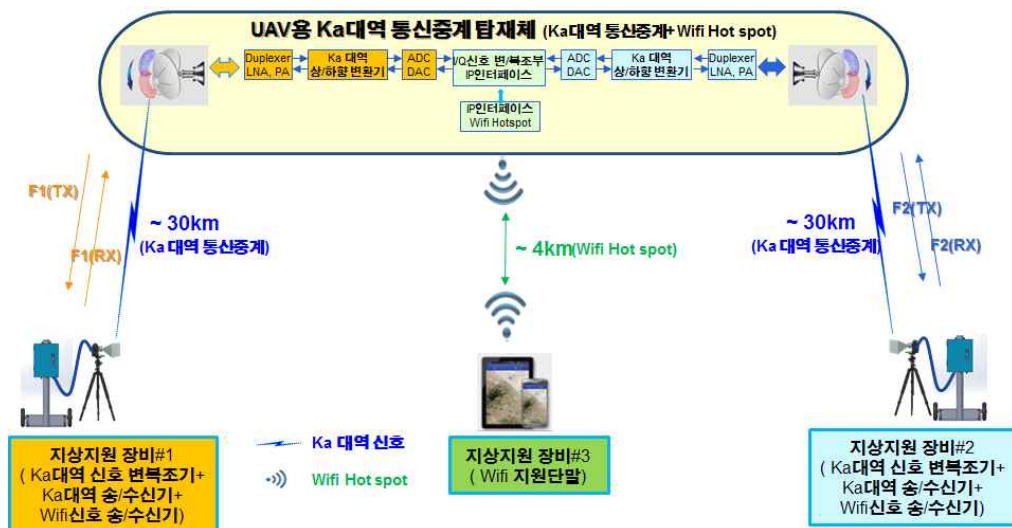 UAV용 Ka대역 통신중계 탑재체 (Ka대역 통신중계+ Wifi Hot spot)
Duplexer
LNA, PA
Ka 대역
상/하향 변환기
ADC
DAC
I/Q신호 변/복조부
IP인터페이스
ADC
DAC
Ka 대역
상/하향 변환기
Duplexer
LNA, PA
IP인터페이스
Wifi Hotspot
F1(TX)
F1(RX)
~ 30km
(Ka 대역 통신중계)
~ 4km(Wifi Hot spot)
~ 30km
(Ka 대역 통신중계)
F2(TX)
F2(RX)
지상지원 장비#1
( Ka대역 신호 변복조기+
Ka대역 송/수신기+
Wifi신호 송/수신기)
Ka 대역 신호
Wifi Hot spot
지상지원 장비#3
( Wifi 지원단말)
지상지원 장비#2
( Ka대역 신호 변복조기+
Ka대역 송/수신기+
Wifi신호 송/수신기)